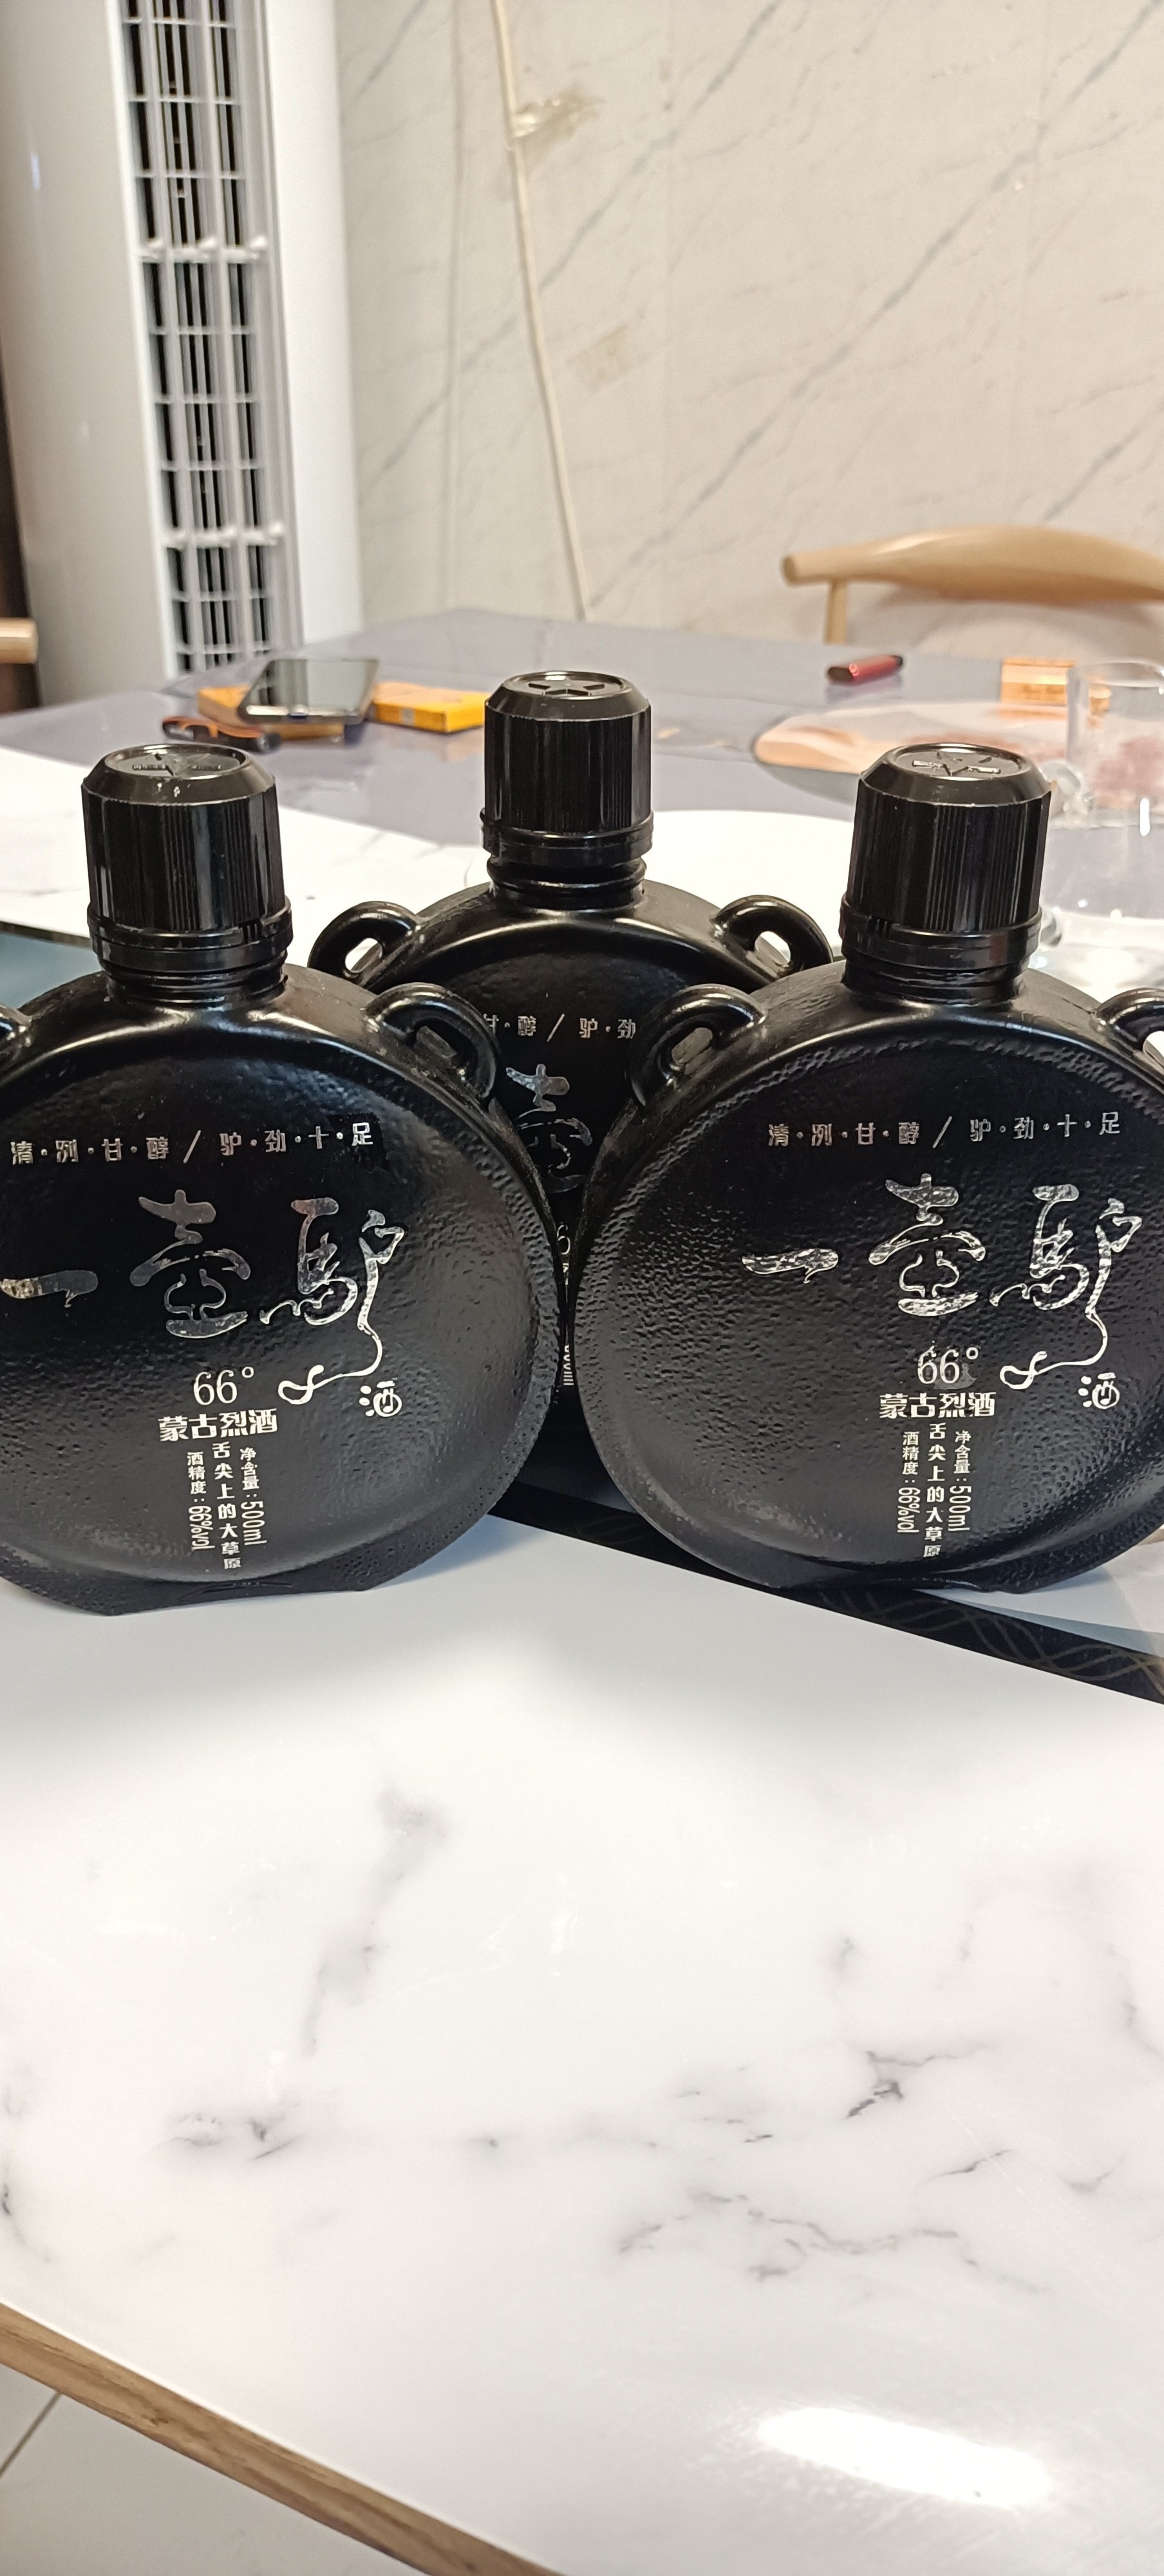 清·洌·甘·醇/驴·劲·十·足
一壶驴
酒
66°
蒙古烈酒
净含量:500ml
舌尖上的大草原
酒精度:66%vol
甘·醇/驴·劲
壶
清·洌·甘·醇/驴·劲·十·足
一壶驴
酒
66°
蒙古烈酒
净含量:500ml
舌尖上的大草原
酒精度:66%vol